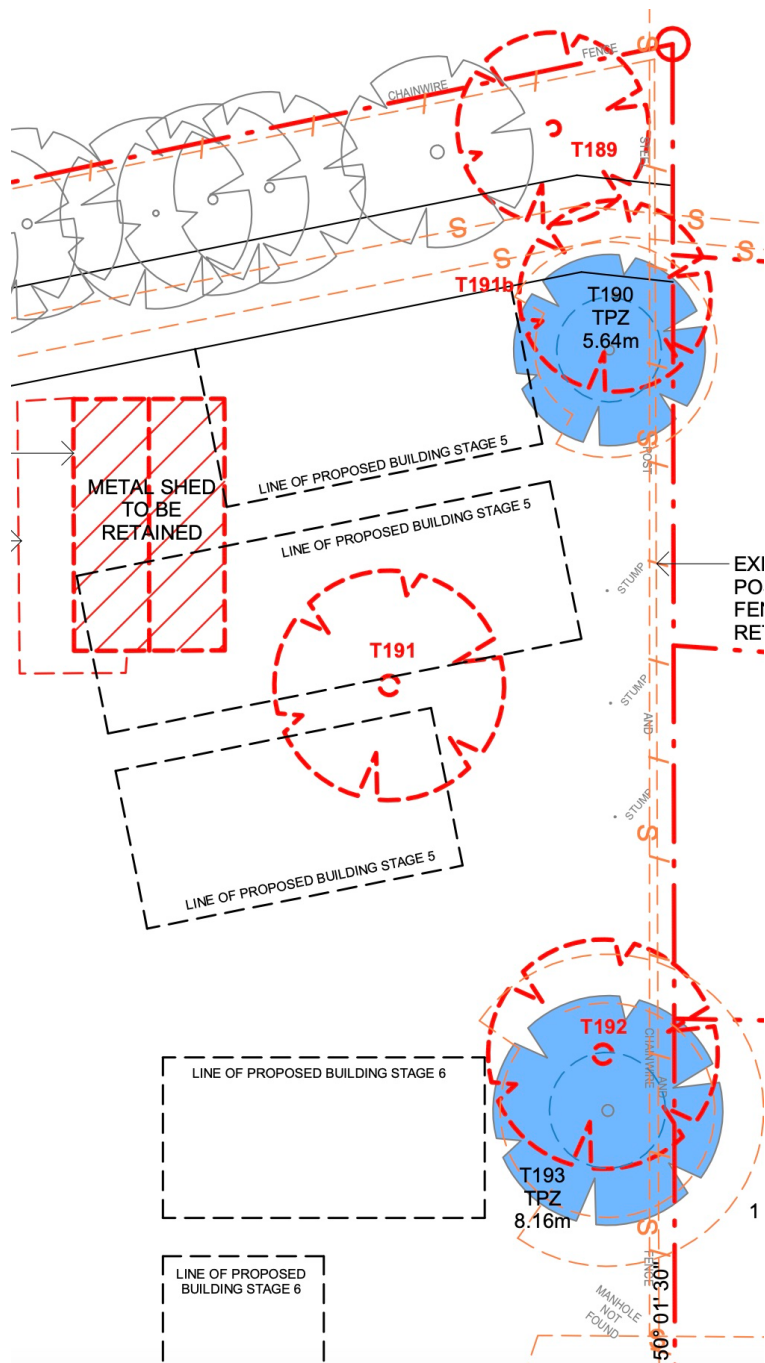 FENCE
CHAINWIRE
S
T189
STEEL
S
S
S
S
T191b
T190
TPZ
5.64m
S
POST
LINE OF PROPOSED BUILDING STAGE 5
METAL SHED
TO BE
RETAINED
LINE OF PROPOSED BUILDING STAGE 5
STUMP
EXI
PO
FEN
RET
T191
STUMP
AND
STUMP
S
LINE OF PROPOSED BUILDING STAGE 5
T192
CHAINWIRE
AND
LINE OF PROPOSED BUILDING STAGE 6
T193
TPZ
8.16m
1
S
FENCE
LINE OF PROPOSED
BUILDING STAGE 6
MANHOLE
NOT
FOUND
50° 01' 30"